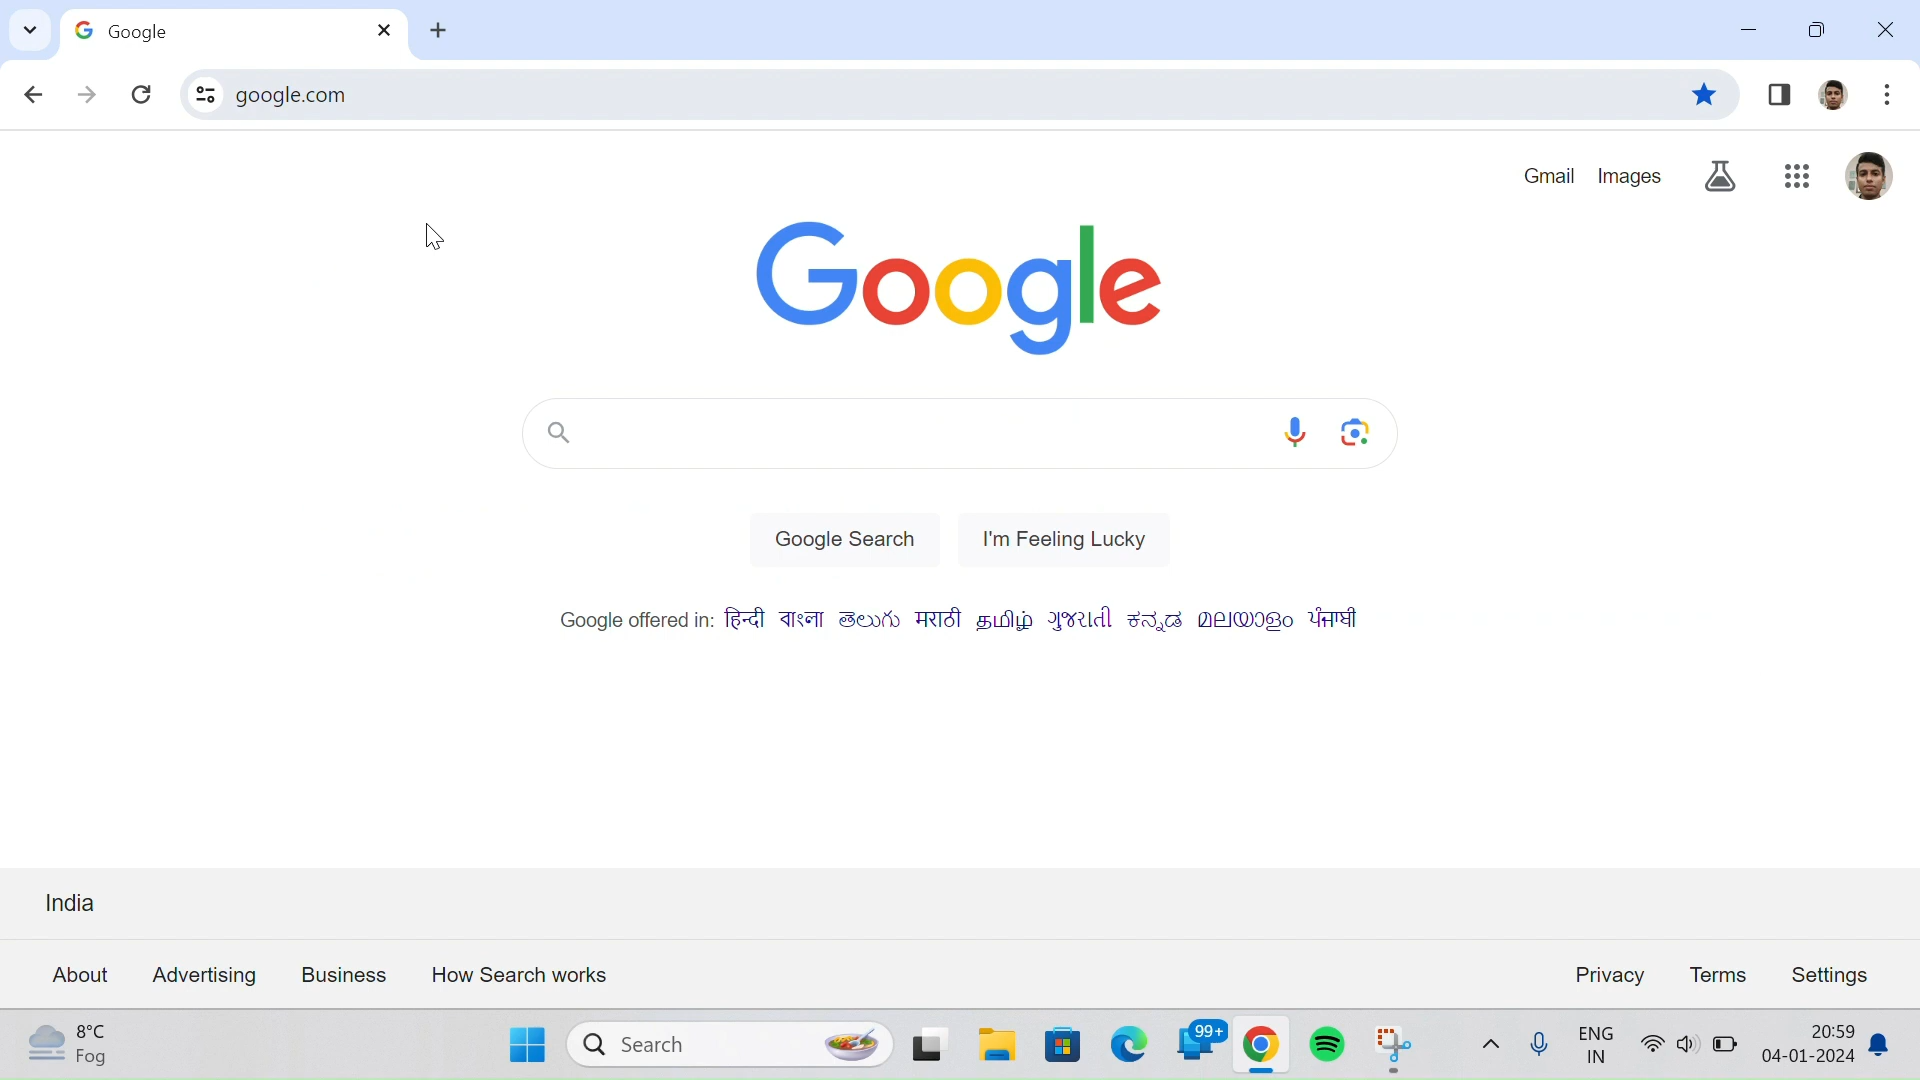 Google
google.com
Gmail Images
Google
Google Search I'm Feeling Lucky
Google offered in: हिन्दी বাংলা తెలుగు मराठी தமிழ் ગુજરાતી ಕನ್ನಡ മലയാളം ਪੰਜਾਬੀ
India
About Advertising Business How Search works Privacy Terms Settings
8°C
Fog
Search
99+
ENG
IN
20:59
04-01-2024